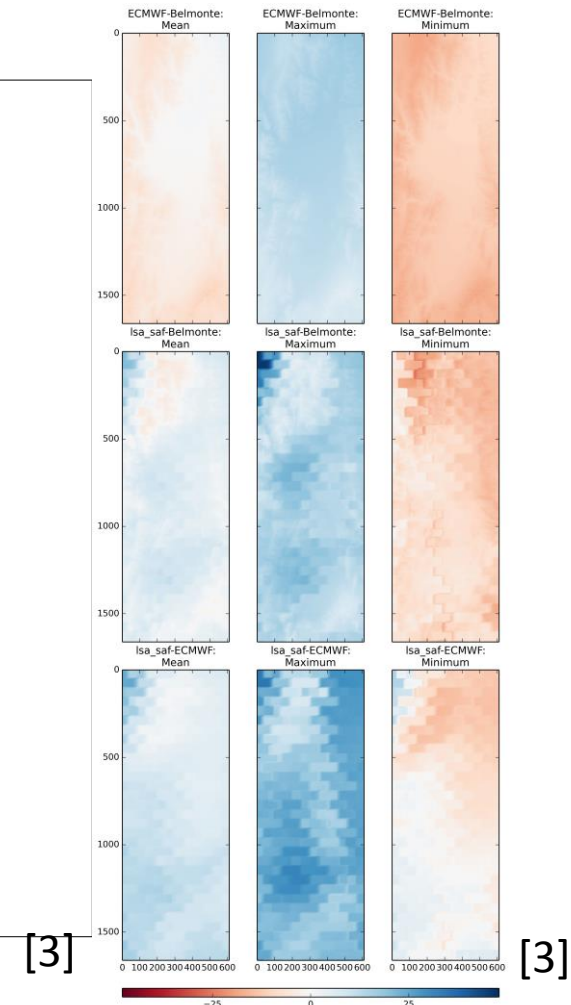 ECMWF-Belmonte: ECMWF-Belmonte: ECMWF-Belmonte:
Mean Maximum Minimum
0
500
1000
1500
lsa_saf-Belmonte: lsa_saf-Belmonte: lsa_saf-Belmonte:
Mean Maximum Minimum
0
500
1000
1500
lsa_saf-ECMWF: lsa_saf-ECMWF: lsa_saf-ECMWF:
Mean Maximum Minimum
0
500
1000
1500
[3] [3]
0 100 200 300 400 500 600 0 100 200 300 400 500 600 0 100 200 300 400 500 600
−25 0 25